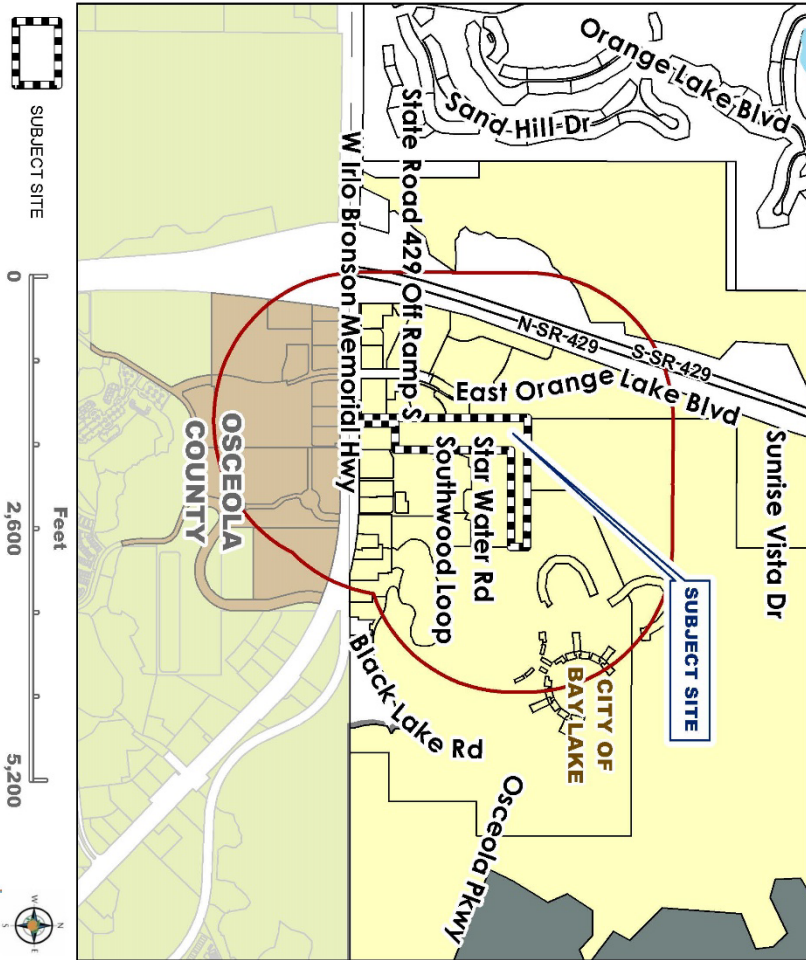 Orange Lake Blvd
Sand Hill Dr
State Road 429 Off Ramp S
W Irlo Bronson Memorial Hwy
N-SR-429
S-SR-429
East Orange Lake Blvd
Sunrise Vista Dr
Star Water Rd
Southwood Loop
SUBJECT SITE
CITY OF
BAY LAKE
Black Lake Rd
Osceola Pkwy
OSCEOLA
COUNTY
SUBJECT SITE
0
2,600
5,200
Feet
N
W
E
S